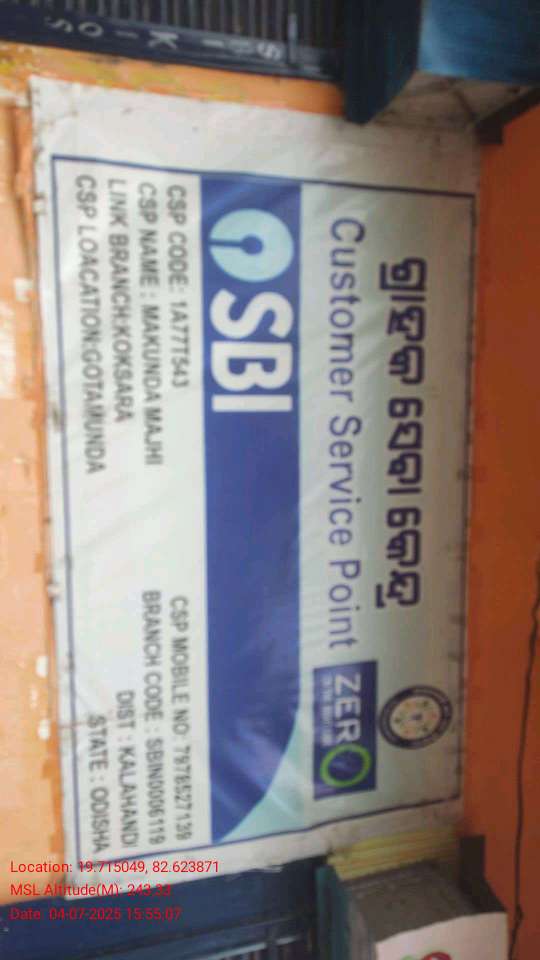 ଗ୍ରାହକ ସେବା କେନ୍ଦ୍ର
Customer Service Point
ZERO
SBI
CSP CODE: 1A77T543
CSP MOBILE NO: 7978527139
CSP NAME : MAKUNDA MAJHI
BRANCH CODE : SBIN0006119
LINK BRANCH:KOKSARA
DIST : KALAHANDI
CSP LOACATION:GOTAMUNDA
STATE : ODISHA
Location: 19.715049, 82.623871
MSL Altitude(M): 243.33
Date: 04-07-2025 15:55:07